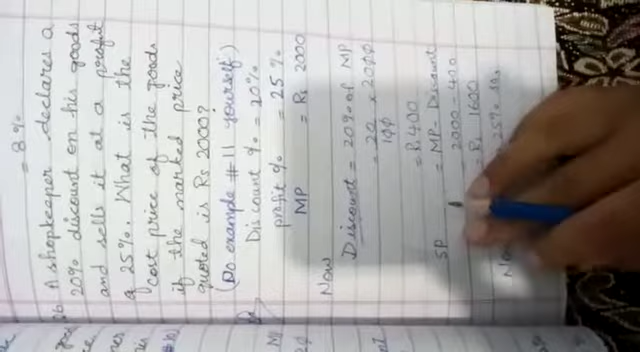 = 8%
A shopkeeper declares a
20% discount on his goods
and sells it at a profit
of 25%. What is the
cost price of the goods
if the marked price
quoted is Rs 2000?
(Do example # 11 yourself)
Discount % = 20%
profit % = 25%
MP = Rs 2000
Now
Discount = 20% of MP
= 20/100 x 2000
= R 400
SP = MP - Discount
2000 - 400
= Rs 1600
25%